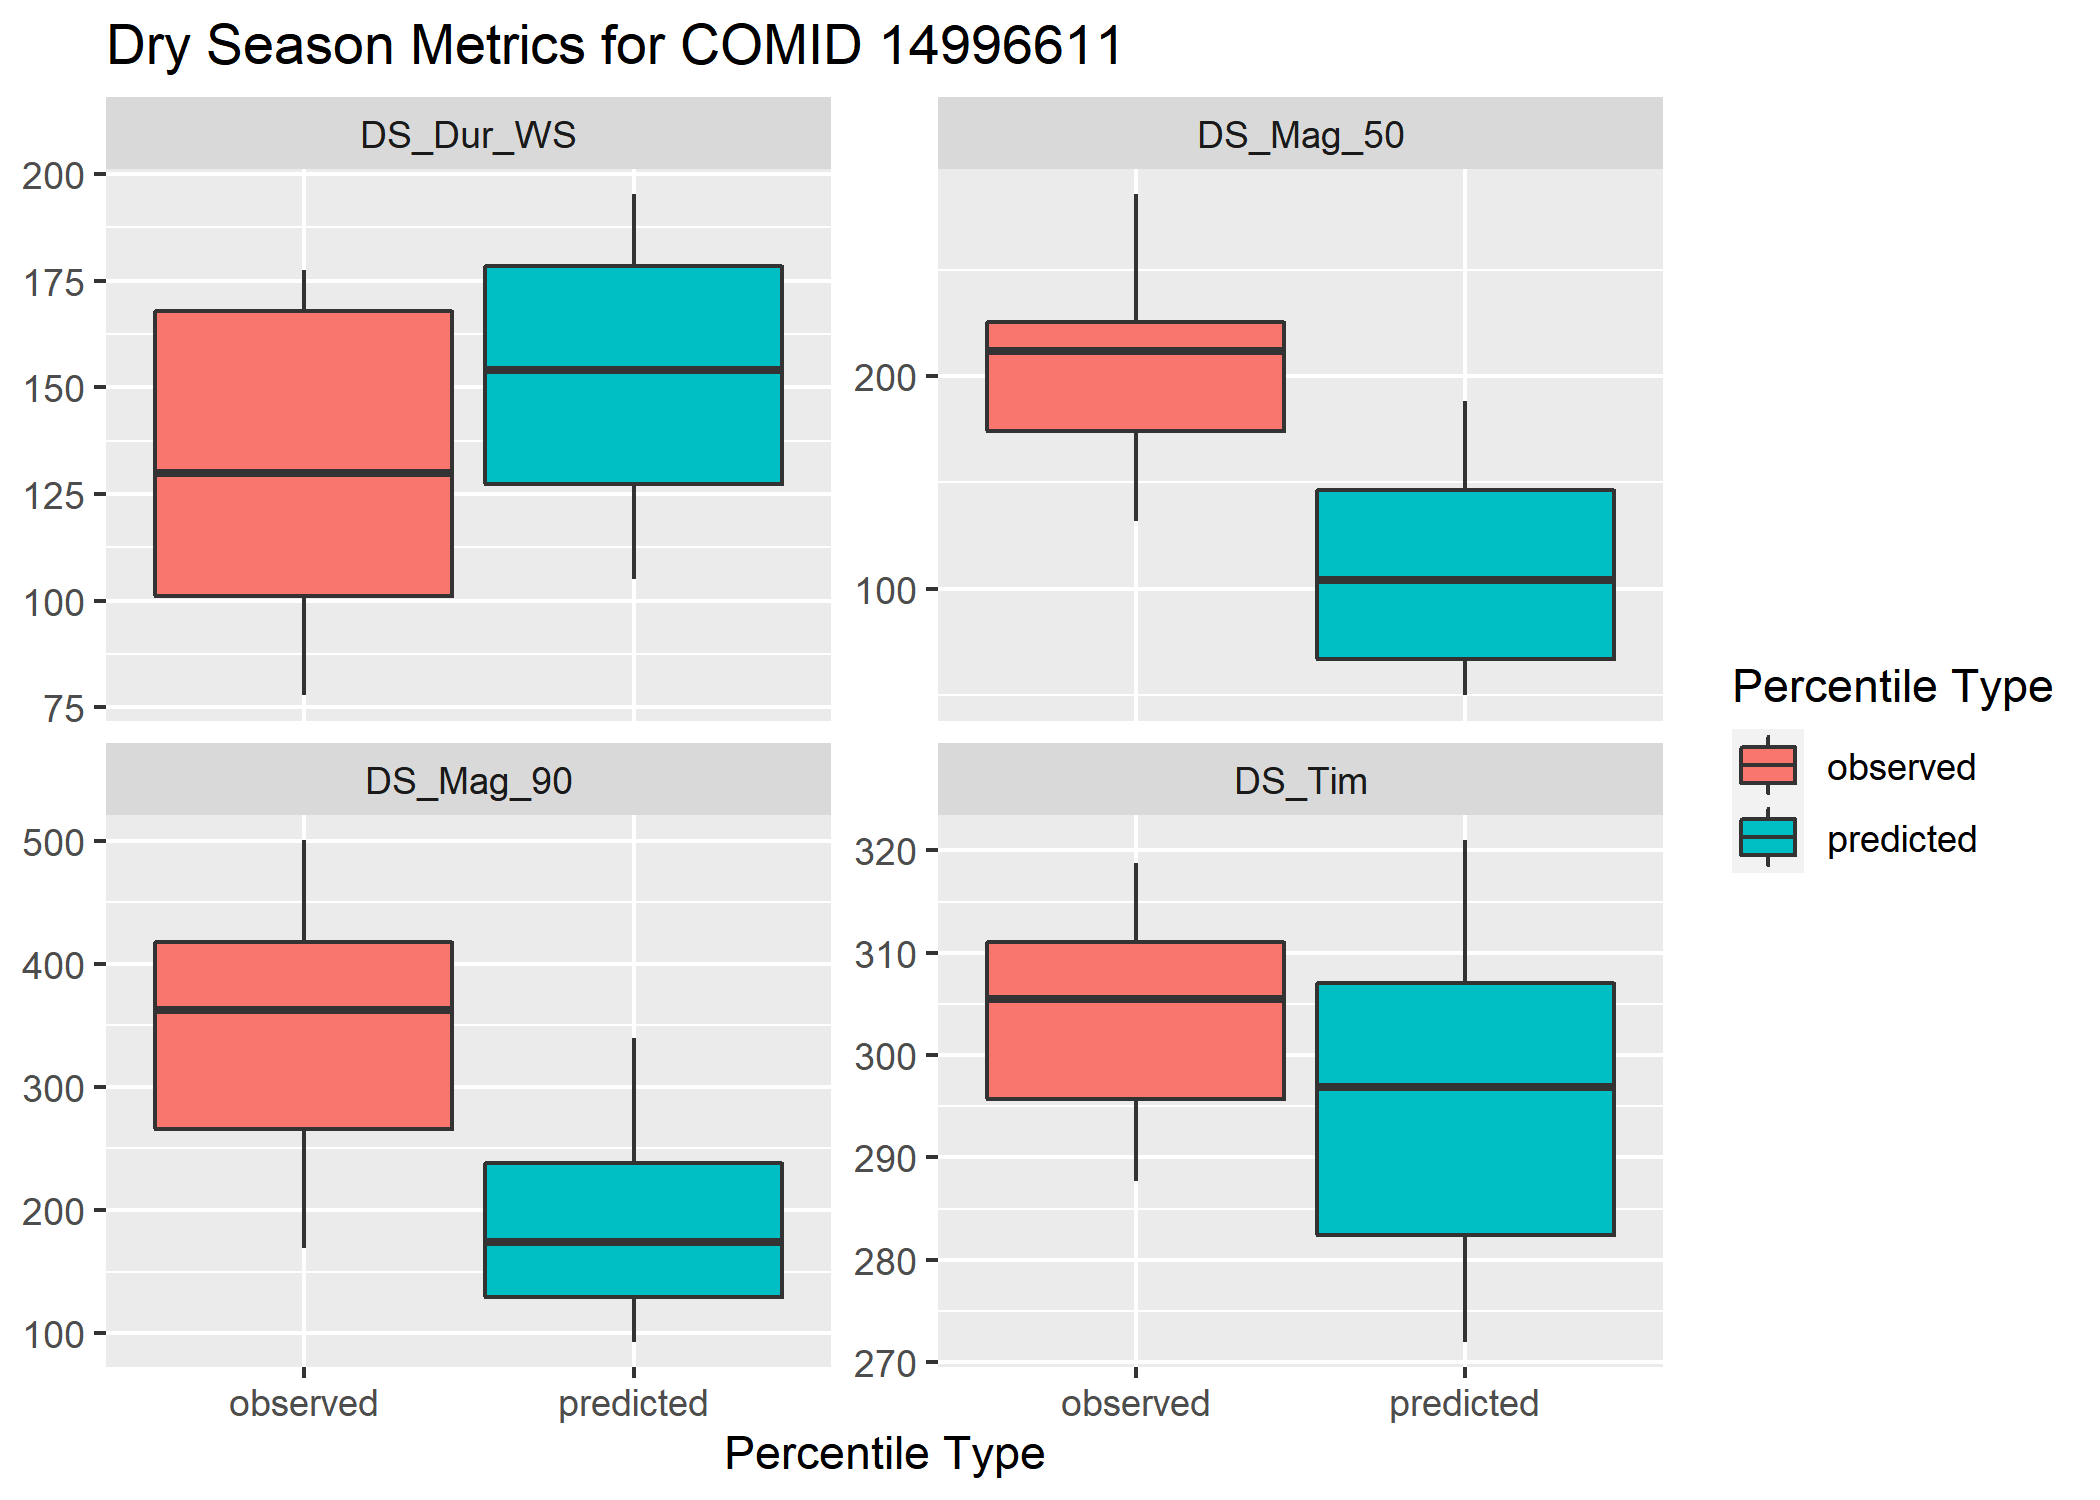 Dry Season Metrics for COMID 14996611
DS_Dur_WS
DS_Mag_50
200
175
150
125
100
75
200
100
DS_Mag_90
DS_Tim
500
400
300
200
100
320
310
300
290
280
270
observed
predicted
observed
predicted
Percentile Type
Percentile Type
observed
predicted